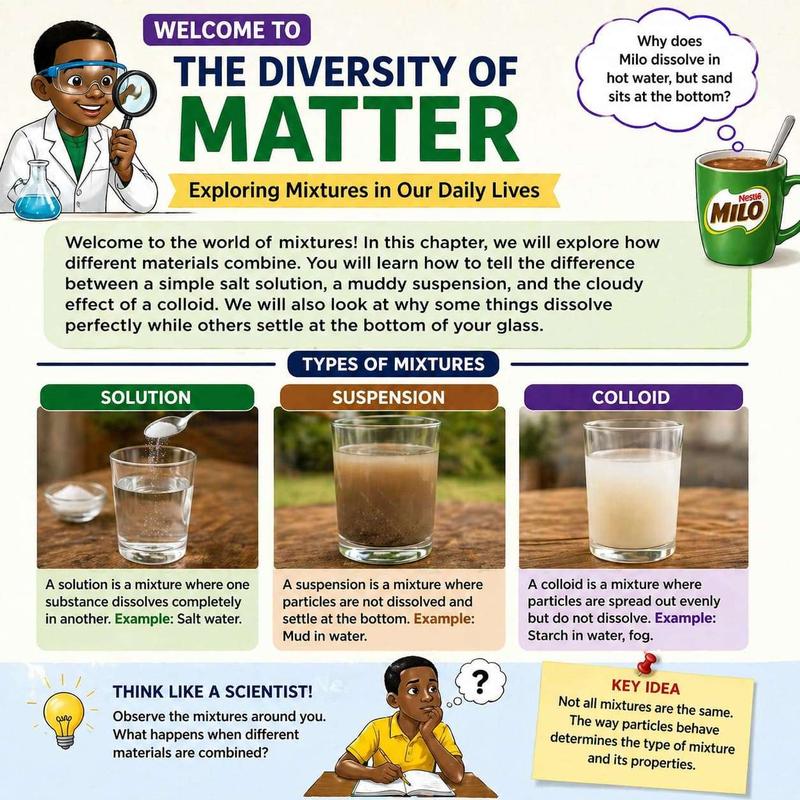 WELCOME TO
THE DIVERSITY OF
MATTER
Exploring Mixtures in Our Daily Lives
Why does
Milo dissolve in
hot water, but sand
sits at the bottom?
Nestlé
MILO
Welcome to the world of mixtures! In this chapter, we will explore how
different materials combine. You will learn how to tell the difference
between a simple salt solution, a muddy suspension, and the cloudy
effect of a colloid. We will also look at why some things dissolve
perfectly while others settle at the bottom of your glass.
TYPES OF MIXTURES
SOLUTION
A solution is a mixture where one
substance dissolves completely
in another. Example: Salt water.
SUSPENSION
A suspension is a mixture where
particles are not dissolved and
settle at the bottom. Example:
Mud in water.
COLLOID
A colloid is a mixture where
particles are spread out evenly
but do not dissolve. Example:
Starch in water, fog.
THINK LIKE A SCIENTIST!
Observe the mixtures around you.
What happens when different
materials are combined?
?
KEY IDEA
Not all mixtures are the same.
The way particles behave
determines the type of mixture
and its properties.